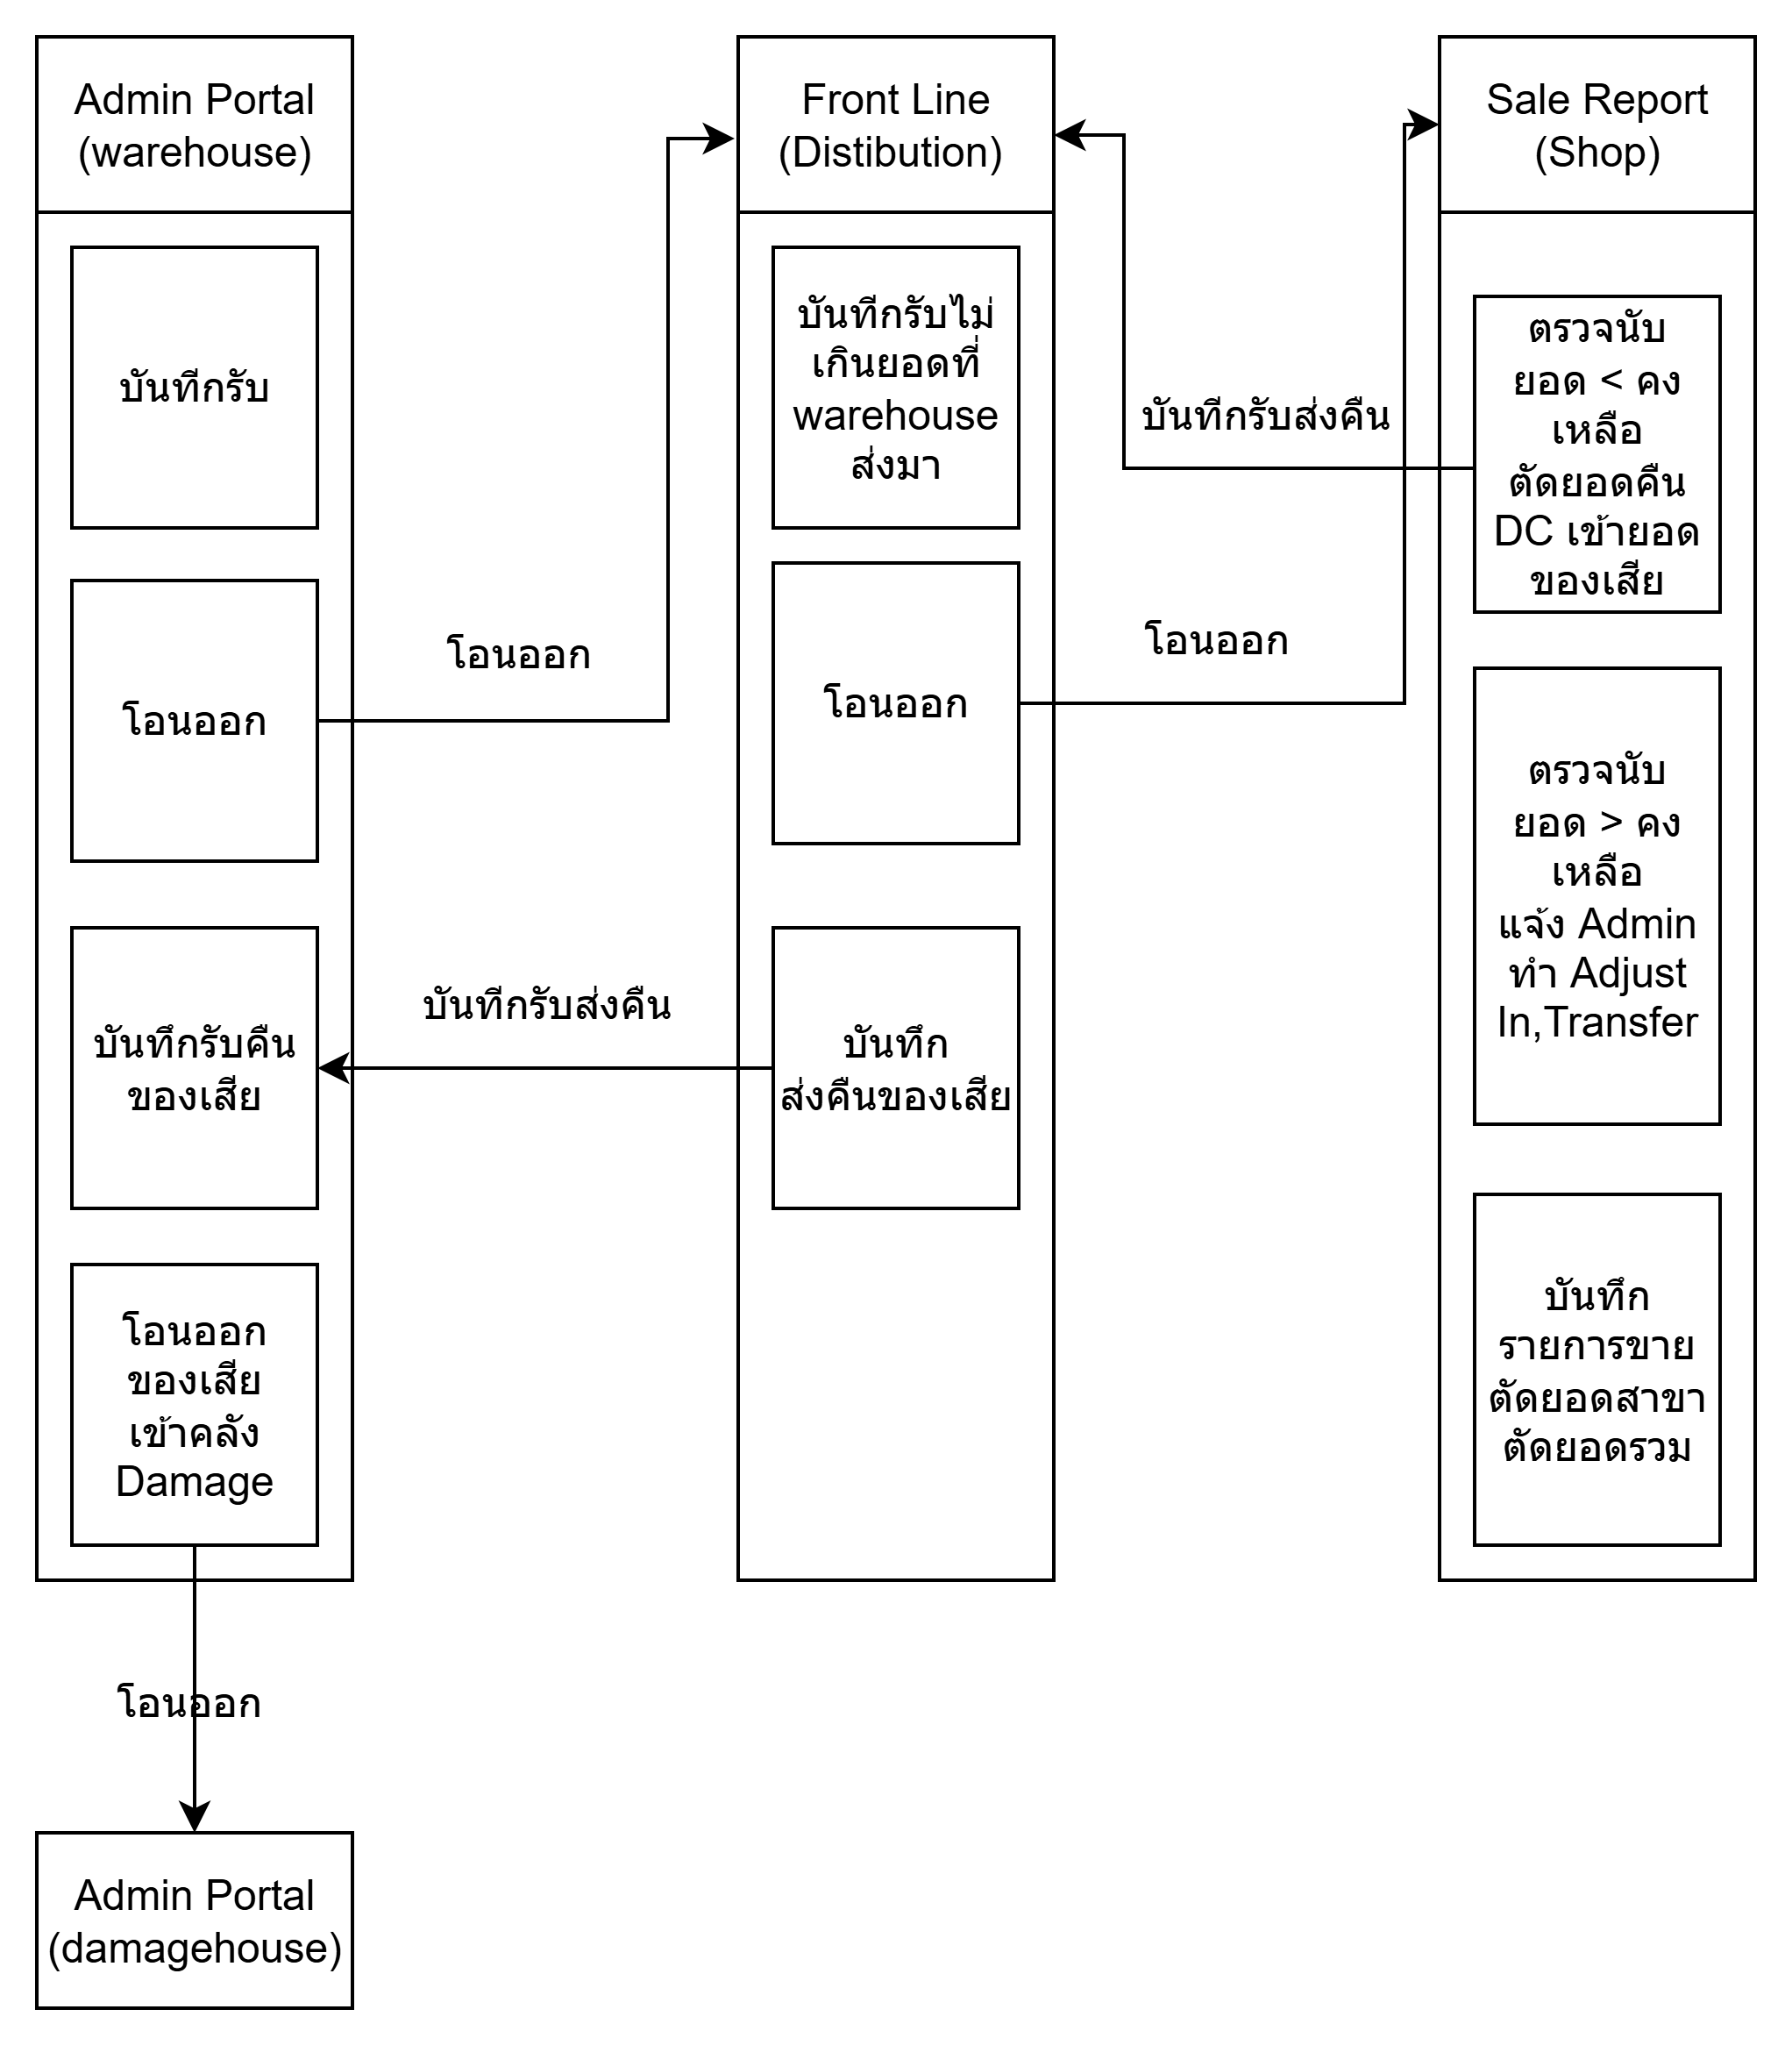 Admin Portal
(warehouse)
บันทีกรับ
โอนออก
บันทึกรับคืน
ของเสีย
โอนออก
ของเสีย
เข้าคลัง
Damage
โอนออก
Admin Portal
(damagehouse)
โอนออก
บันทีกรับส่งคืน
Front Line
(Distibution)
บันทีกรับไม่
เกินยอดที่
warehouse
ส่งมา
โอนออก
บันทึก
ส่งคืนของเสีย
บันทีกรับส่งคืน
โอนออก
Sale Report
(Shop)
ตรวจนับ
ยอด < คง
เหลือ
ตัดยอดคืน
DC เข้ายอด
ของเสีย
ตรวจนับ
ยอด > คง
เหลือ
แจ้ง Admin
ทำ Adjust
In,Transfer
บันทึก
รายการขาย
ตัดยอดสาขา
ตัดยอดรวม